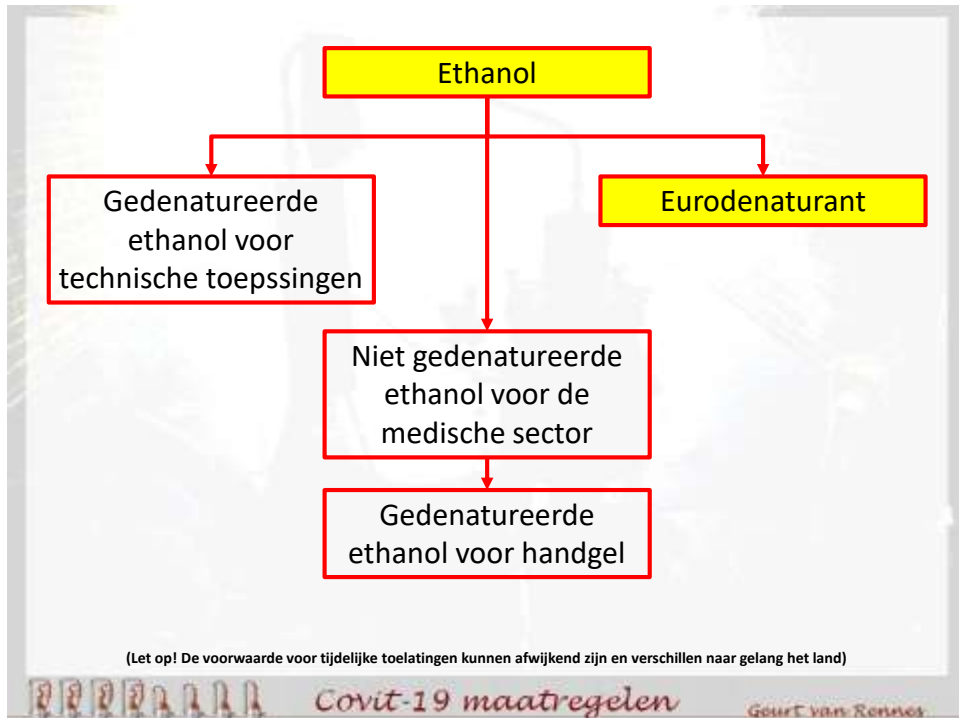 Ethanol
Gedenatureerde
ethanol voor
technische toepssingen
Eurodenaturant
Niet gedenatureerde
ethanol voor de
medische sector
Gedenatureerde
ethanol voor handgel
(Let op! De voorwaarde voor tijdelijke toelatingen kunnen afwijkend zijn en verschillen naar gelang het land)
Covit-19 maatregelen
Geurt van Rennes